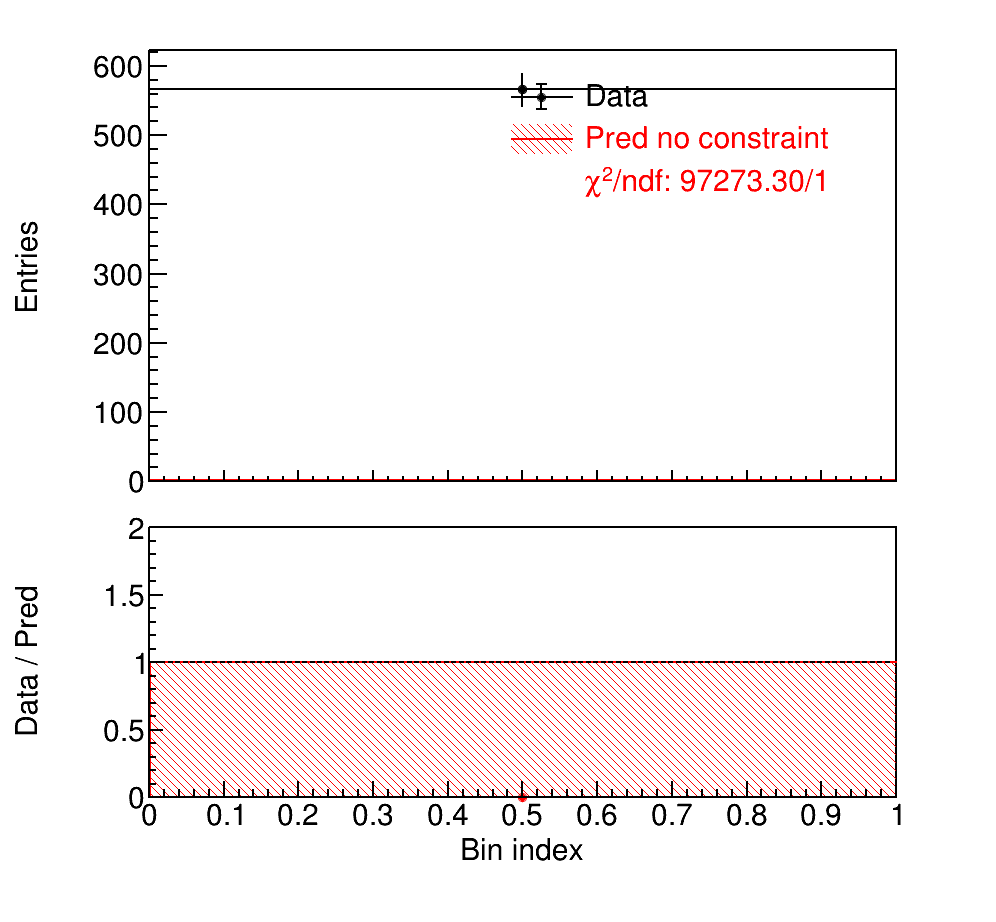 600
500
400
300
200
100
0
Entries
Data
Pred no constraint
χ²/ndf: 97273.30/1
2
1.5
1
0.5
0
Data / Pred
0 0.1 0.2 0.3 0.4 0.5 0.6 0.7 0.8 0.9 1
Bin index